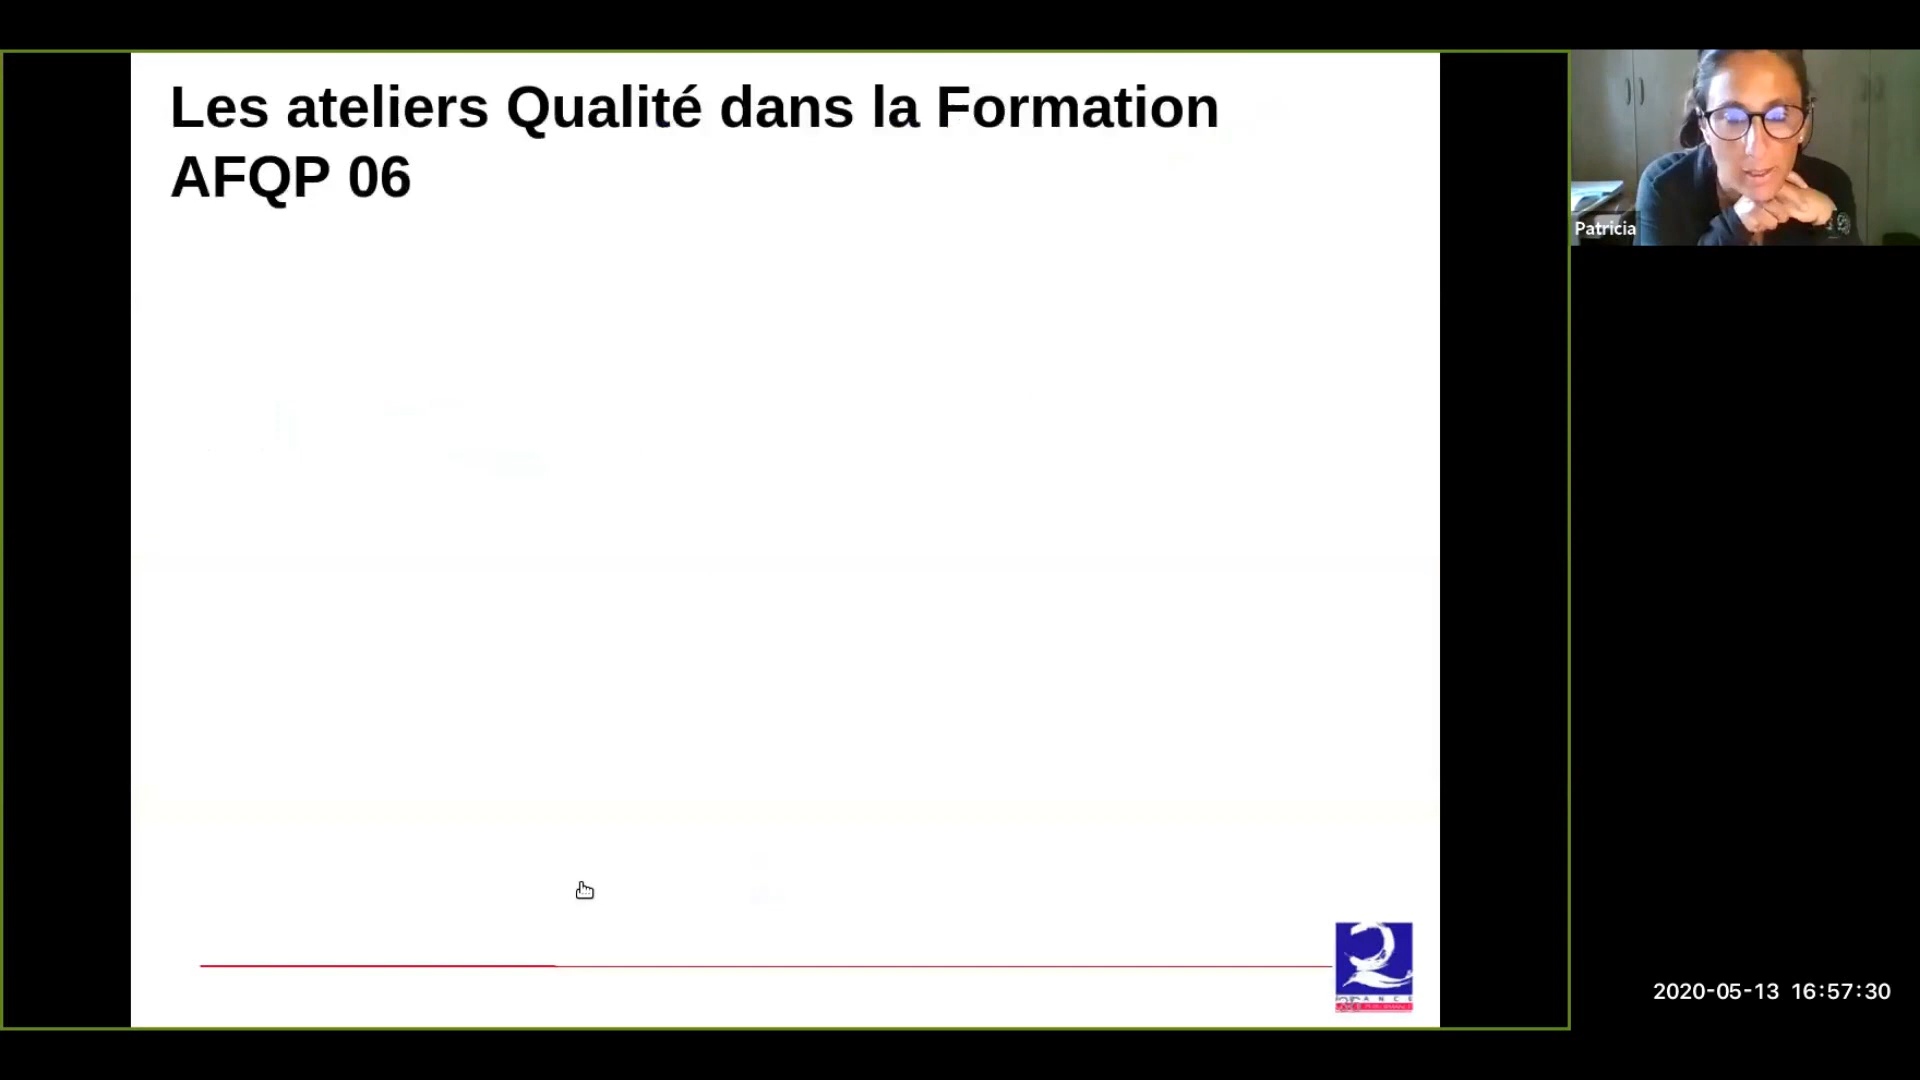 Les ateliers Qualité dans la Formation
AFQP 06
Patricia
2020-05-13 16:57:30